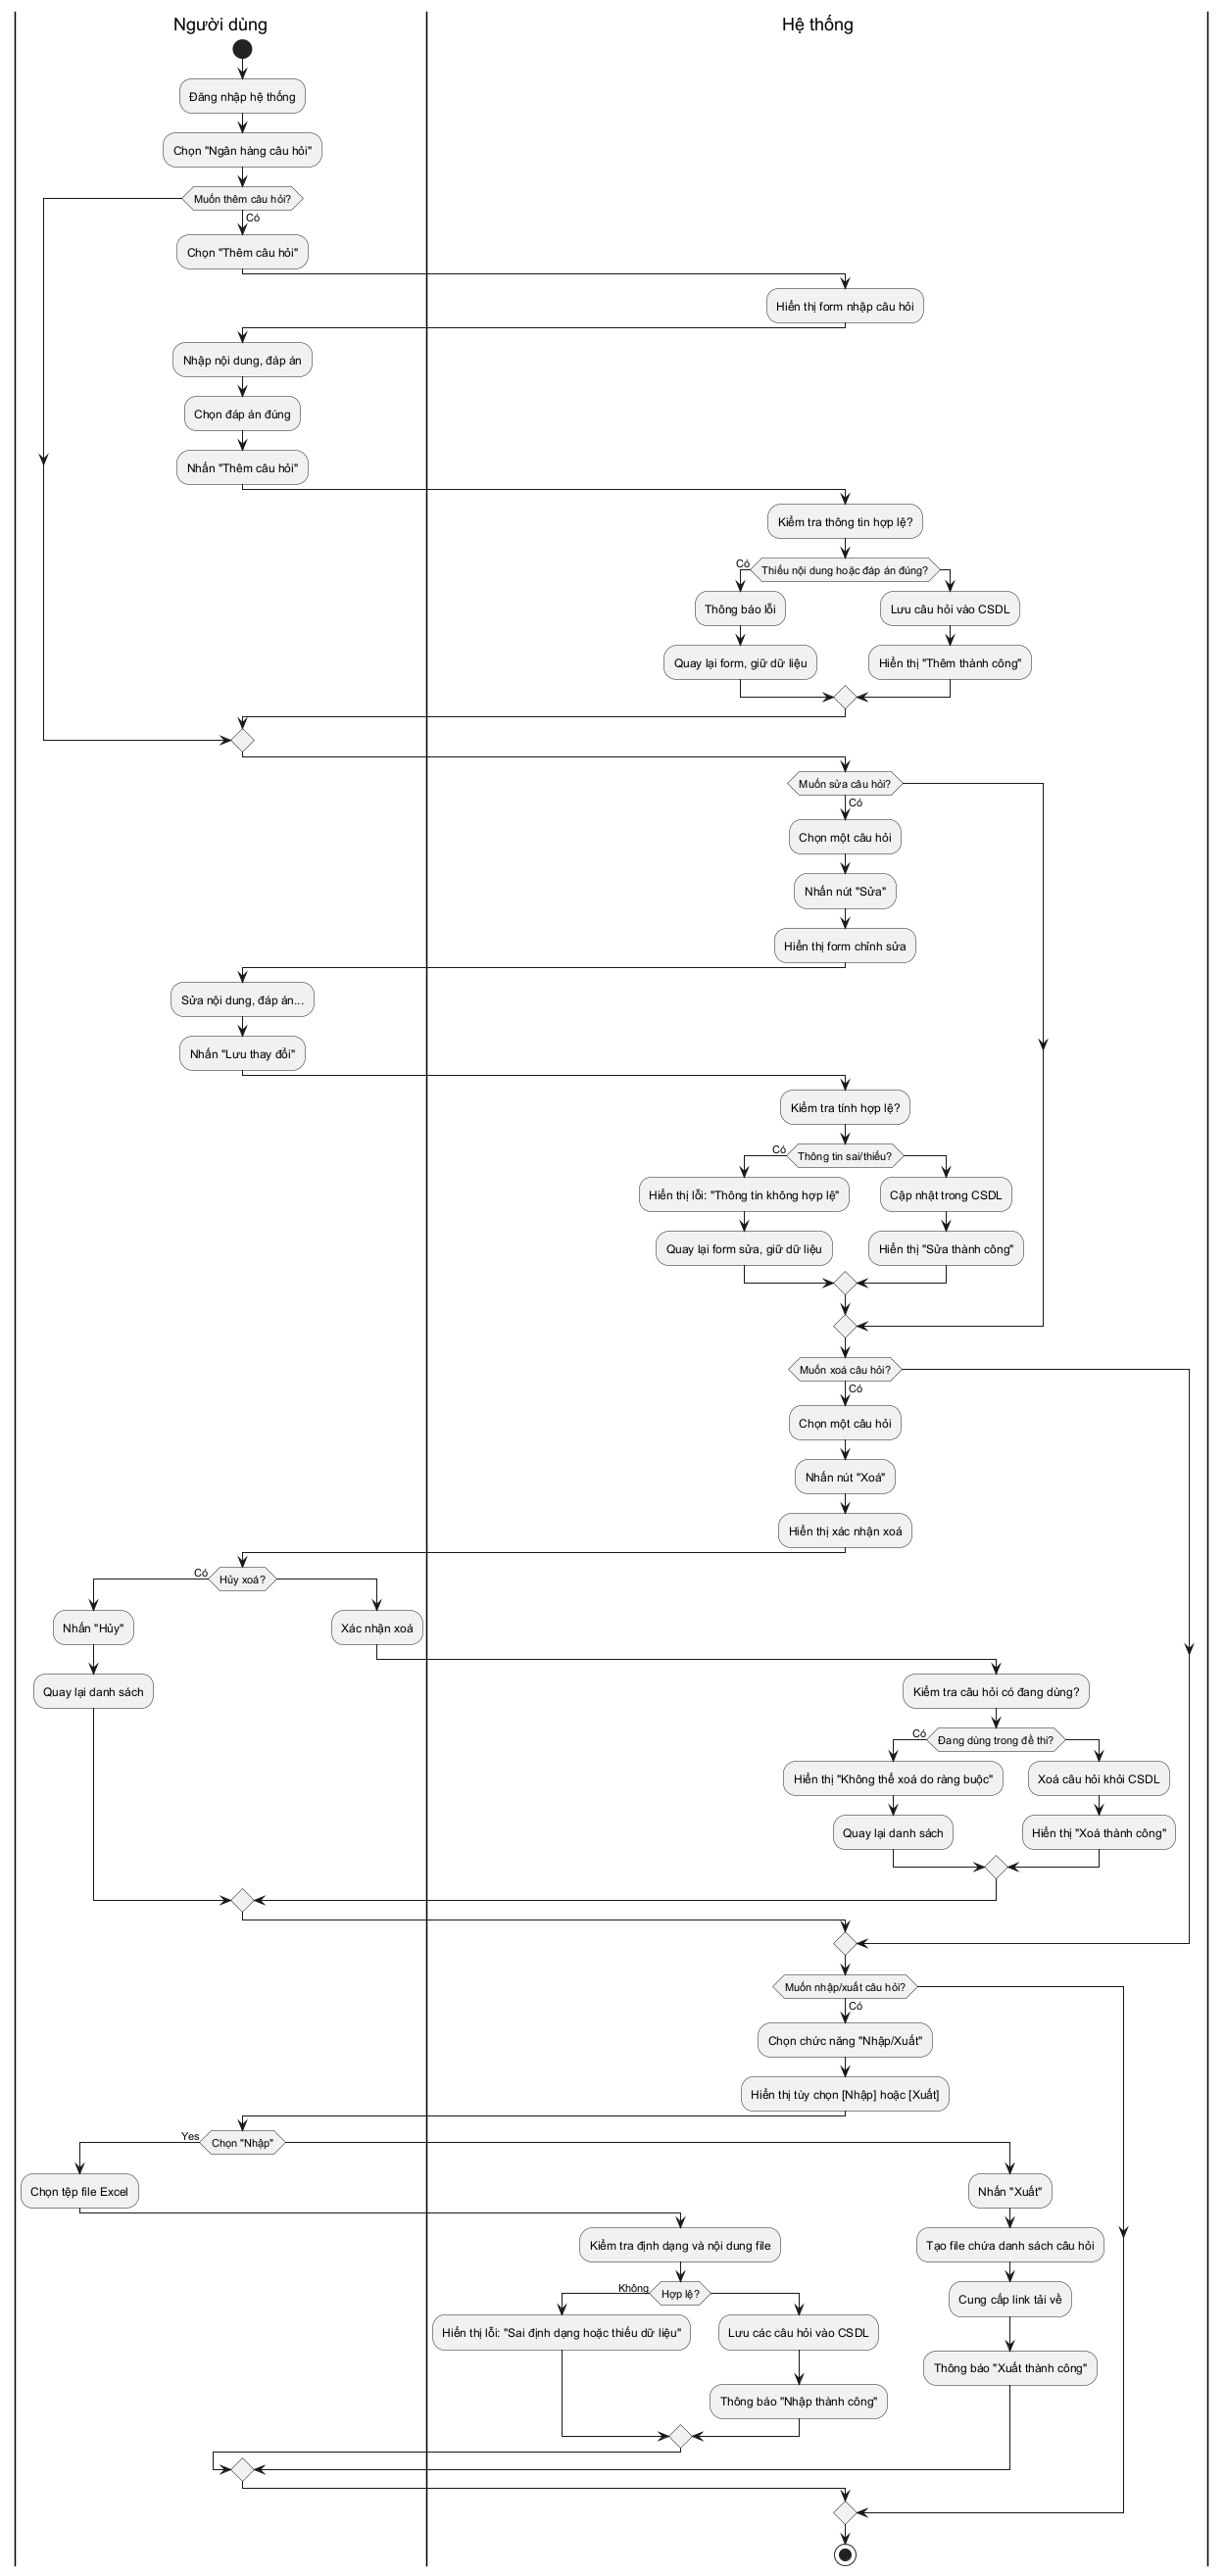 Người dùng
Hệ thống
Đăng nhập hệ thống
Chọn "Ngân hàng câu hỏi"
Muốn thêm câu hỏi?
Có
Chọn "Thêm câu hỏi"
Hiển thị form nhập câu hỏi
Nhập nội dung, đáp án
Chọn đáp án đúng
Nhấn "Thêm câu hỏi"
Kiểm tra thông tin hợp lệ?
Có
Thiếu nội dung hoặc đáp án đúng?
Thông báo lỗi
Lưu câu hỏi vào CSDL
Quay lại form, giữ dữ liệu
Hiển thị "Thêm thành công"
Muốn sửa câu hỏi?
Có
Chọn một câu hỏi
Nhấn nút "Sửa"
Hiển thị form chỉnh sửa
Sửa nội dung, đáp án...
Nhấn "Lưu thay đổi"
Kiểm tra tính hợp lệ?
Có
Thông tin sai/thiếu?
Hiển thị lỗi: "Thông tin không hợp lệ"
Cập nhật trong CSDL
Quay lại form sửa, giữ dữ liệu
Hiển thị "Sửa thành công"
Muốn xoá câu hỏi?
Có
Chọn một câu hỏi
Nhấn nút "Xoá"
Hiển thị xác nhận xoá
Có
Hủy xoá?
Nhấn "Hủy"
Xác nhận xoá
Quay lại danh sách
Kiểm tra câu hỏi có đang dùng?
Có
Đang dùng trong đề thi?
Hiển thị "Không thể xoá do ràng buộc"
Xoá câu hỏi khỏi CSDL
Quay lại danh sách
Hiển thị "Xoá thành công"
Muốn nhập/xuất câu hỏi?
Có
Chọn chức năng "Nhập/Xuất"
Hiển thị tùy chọn [Nhập] hoặc [Xuất]
Yes
Chọn "Nhập"
Chọn tệp file Excel
Nhấn "Xuất"
Kiểm tra định dạng và nội dung file
Tạo file chứa danh sách câu hỏi
Không
Hợp lệ?
Cung cấp link tải về
Hiển thị lỗi: "Sai định dạng hoặc thiếu dữ liệu"
Lưu các câu hỏi vào CSDL
Thông báo "Xuất thành công"
Thông báo "Nhập thành công"